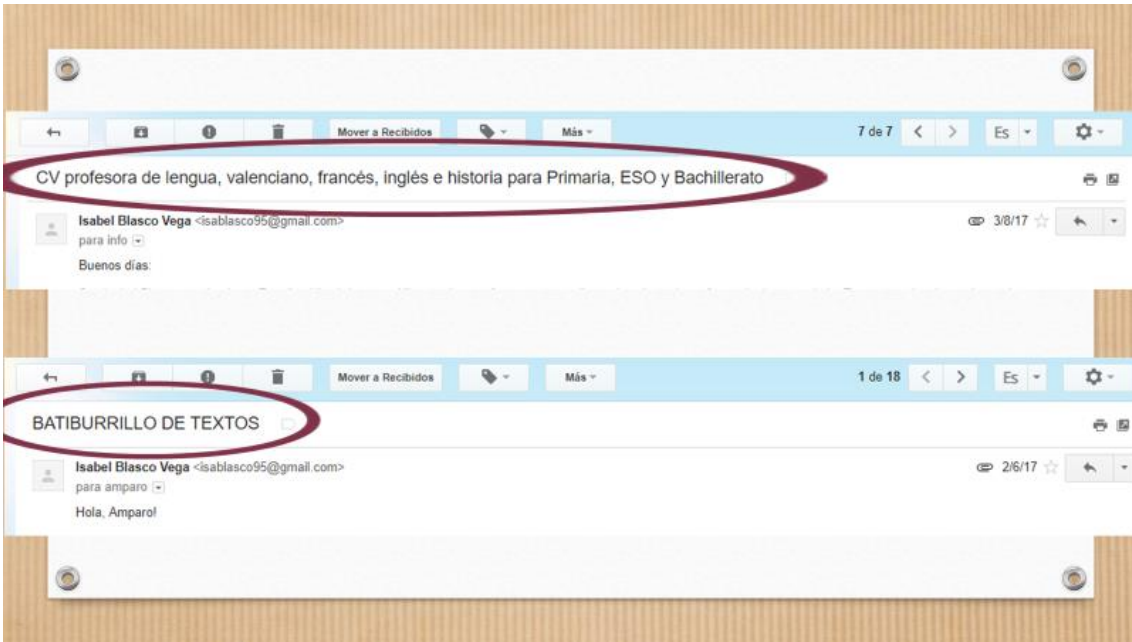 Mover a Recibidos Más 7 de 7 Es
CV profesora de lengua, valenciano, francés, inglés e historia para Primaria, ESO y Bachillerato
Isabel Blasco Vega <isablasco95@gmail.com> 3/8/17
para info
Buenos días:
Mover a Recibidos Más 1 de 18 Es
BATIBURRILLO DE TEXTOS
Isabel Blasco Vega <isablasco95@gmail.com> 2/6/17
para amparo
Hola, Amparo!